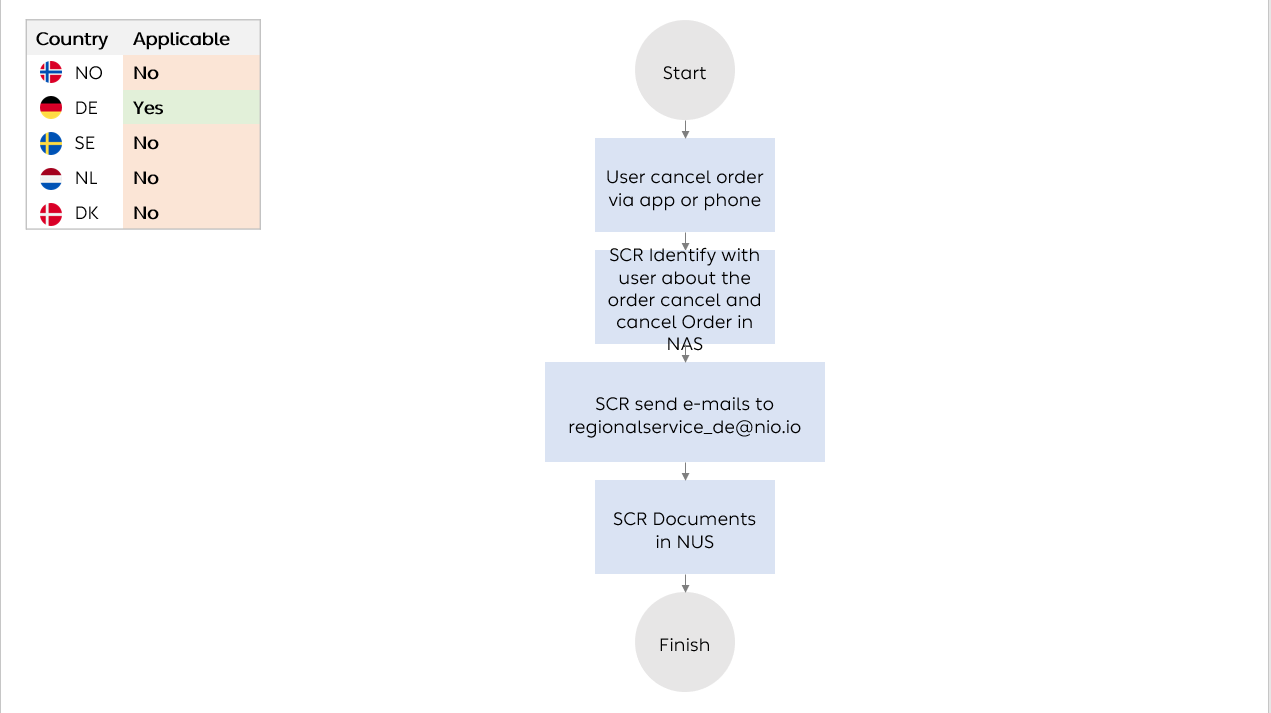 Country Applicable
NO No
DE Yes
SE No
NL No
DK No
Start
User cancel order
via app or phone
SCR Identify with
user about the
order cancel and
cancel Order in
NAS
SCR send e-mails to
regionalservice_de@nio.io
SCR Documents
in NUS
Finish